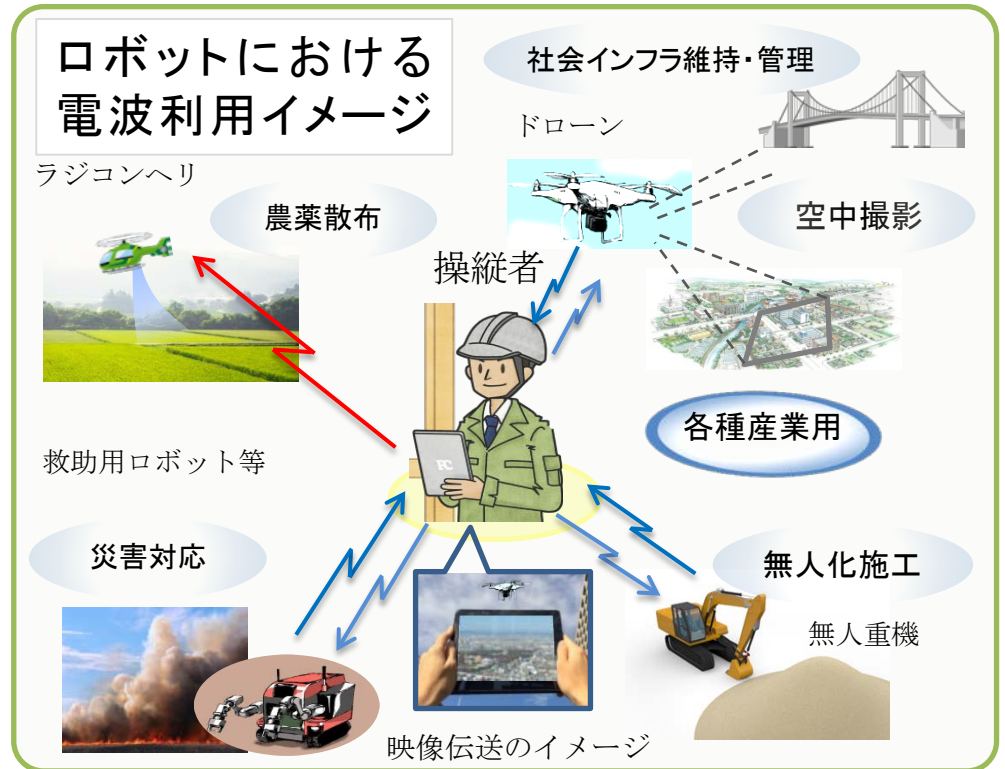 ロボットにおける
電波利用イメージ
社会インフラ維持・管理
ドローン
ラジコンヘリ
農薬散布
空中撮影
操縦者
各種産業用
PC
救助用ロボット等
災害対応
無人化施工
無人重機
映像伝送のイメージ